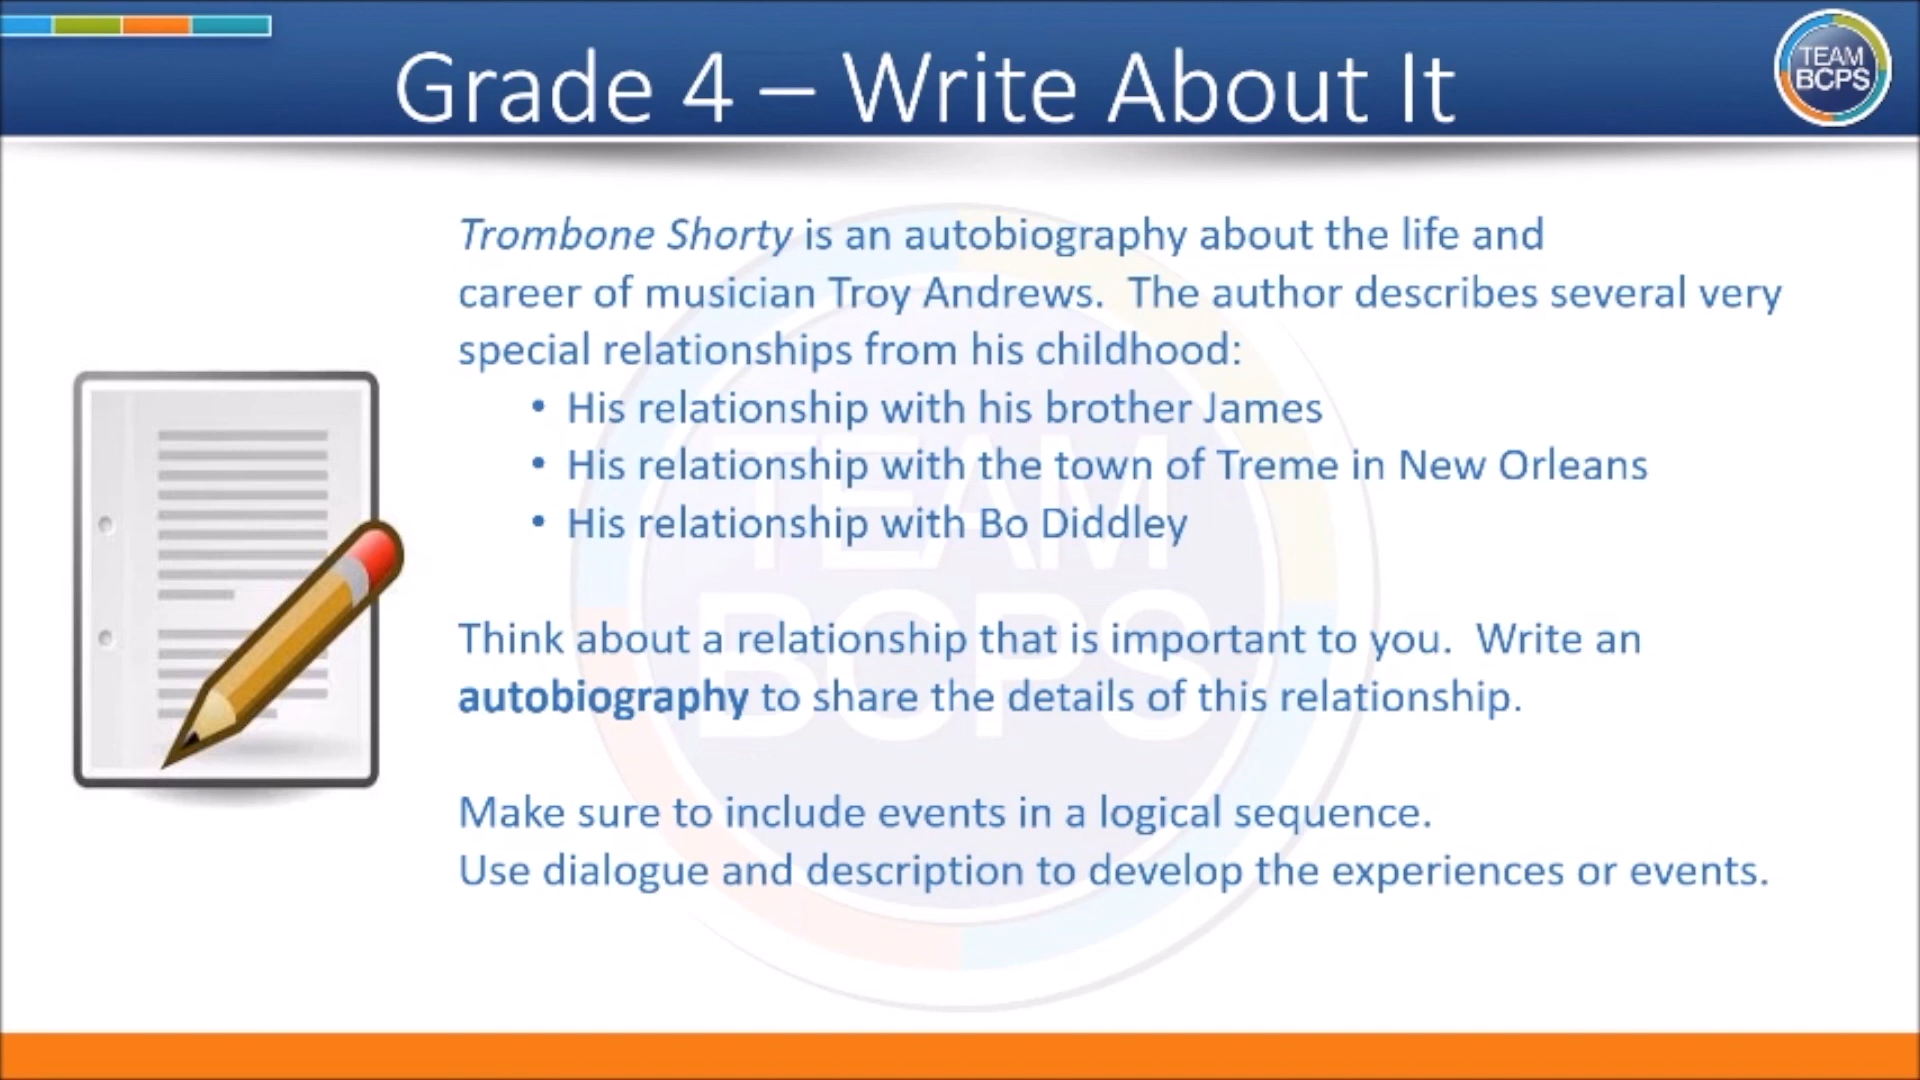 Grade 4 – Write About It
TEAM
BCPS
Trombone Shorty is an autobiography about the life and
career of musician Troy Andrews.  The author describes several very
special relationships from his childhood:
• His relationship with his brother James
• His relationship with the town of Treme in New Orleans
• His relationship with Bo Diddley
Think about a relationship that is important to you.  Write an
autobiography to share the details of this relationship.
Make sure to include events in a logical sequence.
Use dialogue and description to develop the experiences or events.
TEAM
BCPS